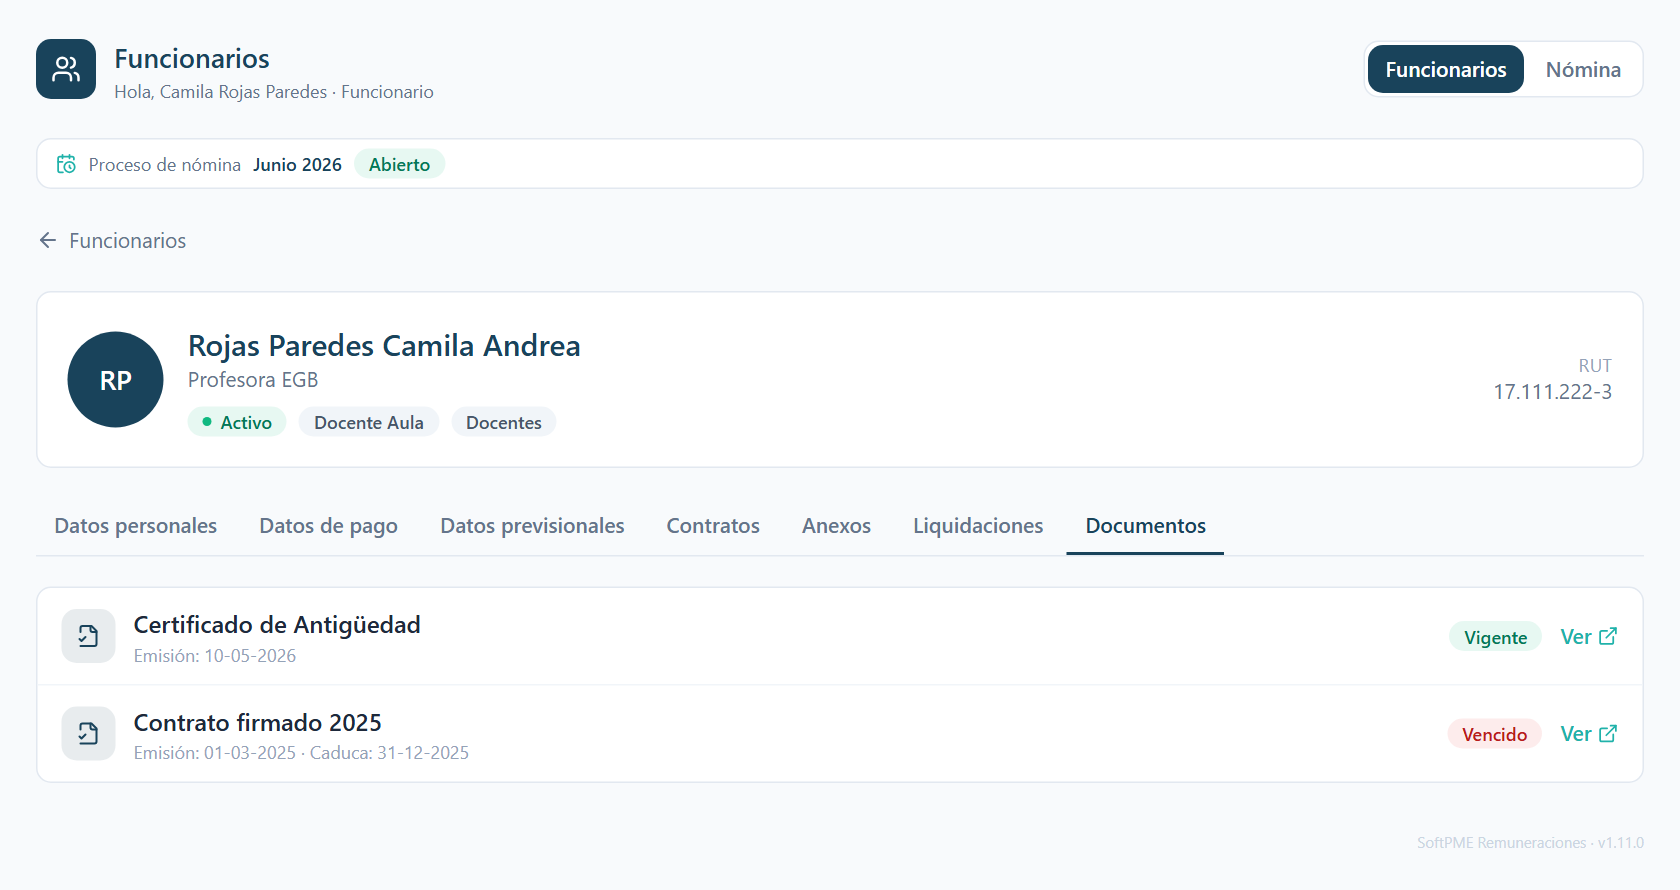 Funcionarios
Hola, Camila Rojas Paredes · Funcionario
Funcionarios Nómina
Proceso de nómina Junio 2026 Abierto
Funcionarios
RP
Rojas Paredes Camila Andrea
Profesora EGB
Activo Docente Aula Docentes
RUT
17.111.222-3
Datos personales Datos de pago Datos previsionales Contratos Anexos Liquidaciones Documentos
Certificado de Antigüedad
Emisión: 10-05-2026
Vigente Ver
Contrato firmado 2025
Emisión: 01-03-2025 · Caduca: 31-12-2025
Vencido Ver
SoftPME Remuneraciones · v1.11.0